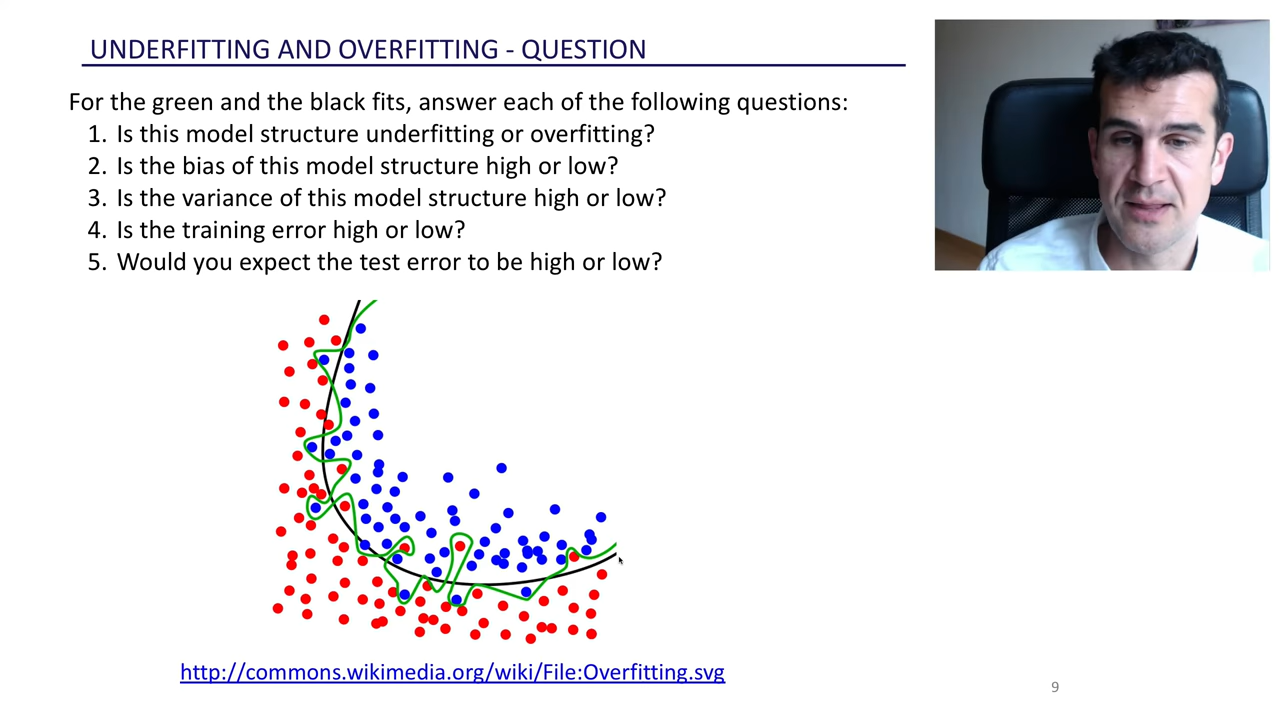 UNDERFITTING AND OVERFITTING - QUESTION
For the green and the black fits, answer each of the following questions:
1. Is this model structure underfitting or overfitting?
2. Is the bias of this model structure high or low?
3. Is the variance of this model structure high or low?
4. Is the training error high or low?
5. Would you expect the test error to be high or low?
http://commons.wikimedia.org/wiki/File:Overfitting.svg
9